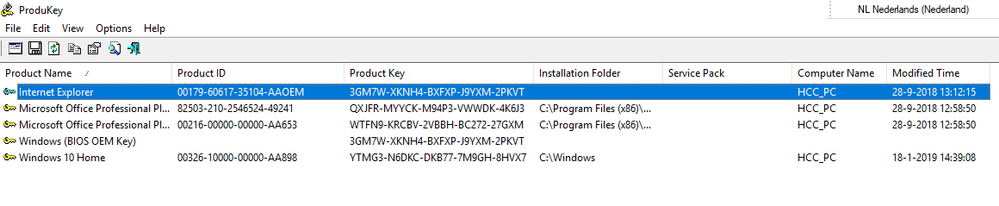 ProduKey
NL Nederlands (Nederland)
File Edit View Options Help
Product Name Product ID Product Key Installation Folder Service Pack Computer Name Modified Time
Internet Explorer 00179-60617-35104-AAOEM 3GM7W-XKNH4-BXFXP-J9YXM-2PKVT HCC_PC 28-9-2018 13:12:15
Microsoft Office Professional Pl... 82503-210-2546524-49241 QXJFR-MYYCK-M94P3-VWWDK-4K6J3 C:\Program Files (x86)\... HCC_PC 28-9-2018 12:58:50
Microsoft Office Professional Pl... 00216-00000-00000-AA653 WTFN9-KRCBV-2VBBH-BC272-27GXM C:\Program Files (x86)\... HCC_PC 28-9-2018 12:58:50
Windows (BIOS OEM Key) 3GM7W-XKNH4-BXFXP-J9YXM-2PKVT
Windows 10 Home 00326-10000-00000-AA898 YTMG3-N6DKC-DKB77-7M9GH-8HVX7 C:\Windows HCC_PC 18-1-2019 14:39:08